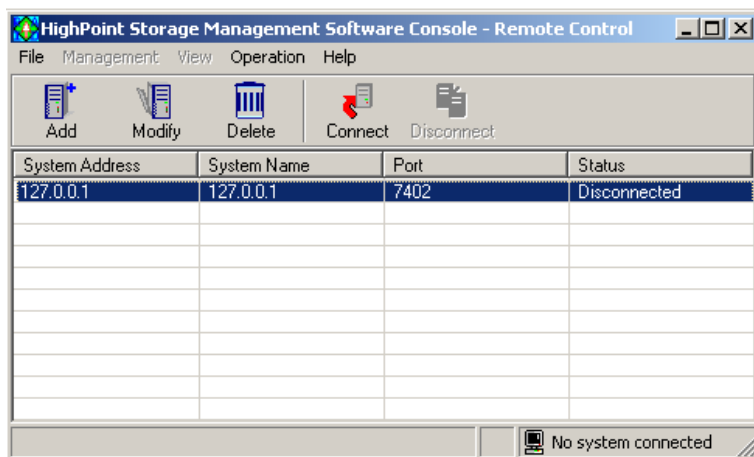 HighPoint Storage Management Software Console - Remote Control
File Management View Operation Help
Add Modify Delete Connect Disconnect
System Address System Name Port Status
127.0.0.1 127.0.0.1 7402 Disconnected
No system connected